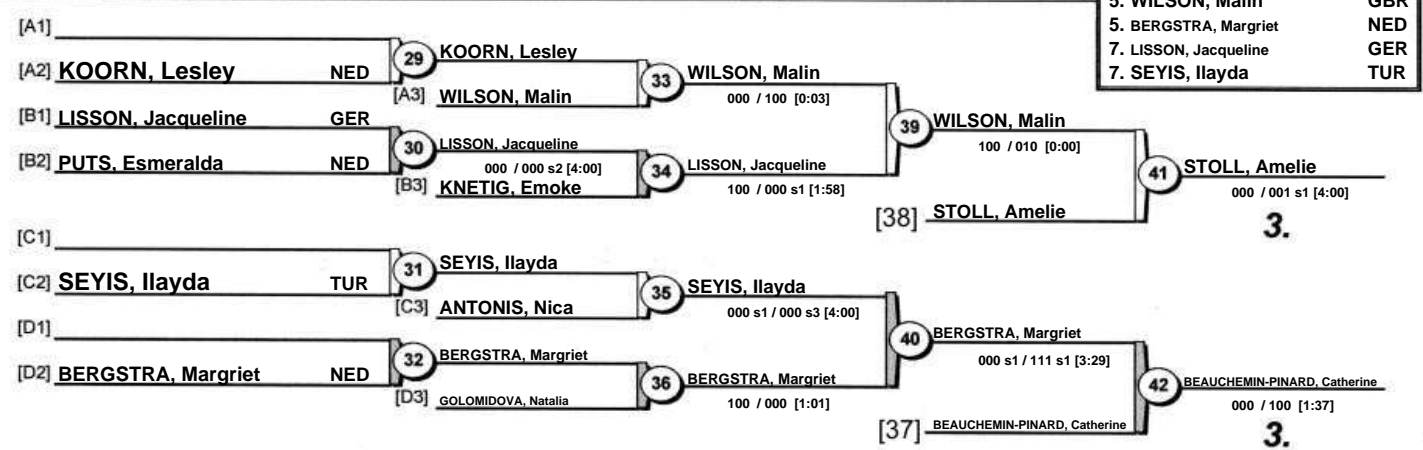 5. WILSON, Malin GBR
5. BERGSTRA, Margriet NED
7. LISSON, Jacqueline GER
7. SEYIS, Ilayda TUR
[A1]
[A2] KOORN, Lesley NED
29
KOORN, Lesley
[A3] WILSON, Malin
33
WILSON, Malin
000 / 100 [0:03]
[B1] LISSON, Jacqueline GER
[B2] PUTS, Esmeralda NED
30
LISSON, Jacqueline
000 / 000 s2 [4:00]
[B3] KNETIG, Emoke
34
LISSON, Jacqueline
100 / 000 s1 [1:58]
39
WILSON, Malin
100 / 010 [0:00]
[38] STOLL, Amelie
41
STOLL, Amelie
000 / 001 s1 [4:00]
3.
[C1]
[C2] SEYIS, Ilayda TUR
31
SEYIS, Ilayda
[C3] ANTONIS, Nica
35
SEYIS, Ilayda
000 s1 / 000 s3 [4:00]
[D1]
[D2] BERGSTRA, Margriet NED
32
BERGSTRA, Margriet
[D3] GOLOMIDOVA, Natalia
36
BERGSTRA, Margriet
100 / 000 [1:01]
40
BERGSTRA, Margriet
000 s1 / 111 s1 [3:29]
[37] BEAUCHEMIN-PINARD, Catherine
42
BEAUCHEMIN-PINARD, Catherine
000 / 100 [1:37]
3.